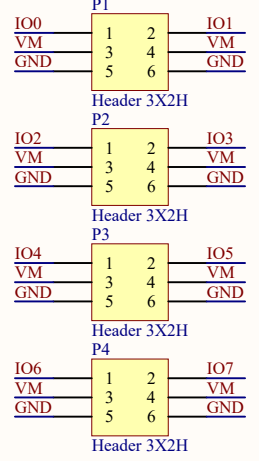 P1
IO0 1 2 IO1
VM 3 4 VM
GND 5 6 GND
Header 3X2H
P2
IO2 1 2 IO3
VM 3 4 VM
GND 5 6 GND
Header 3X2H
P3
IO4 1 2 IO5
VM 3 4 VM
GND 5 6 GND
Header 3X2H
P4
IO6 1 2 IO7
VM 3 4 VM
GND 5 6 GND
Header 3X2H